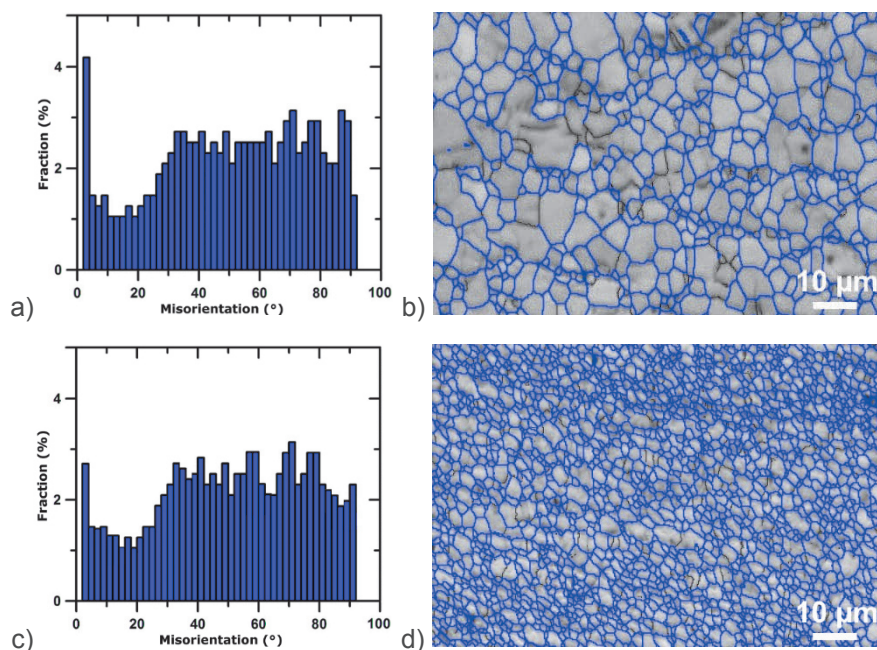 4
Fraction (%)
2
0
0 20 40 60 80 100
Misorientation (°)
a)
10 µm
b)
4
Fraction (%)
2
0
0 20 40 60 80 100
Misorientation (°)
c)
10 µm
d)